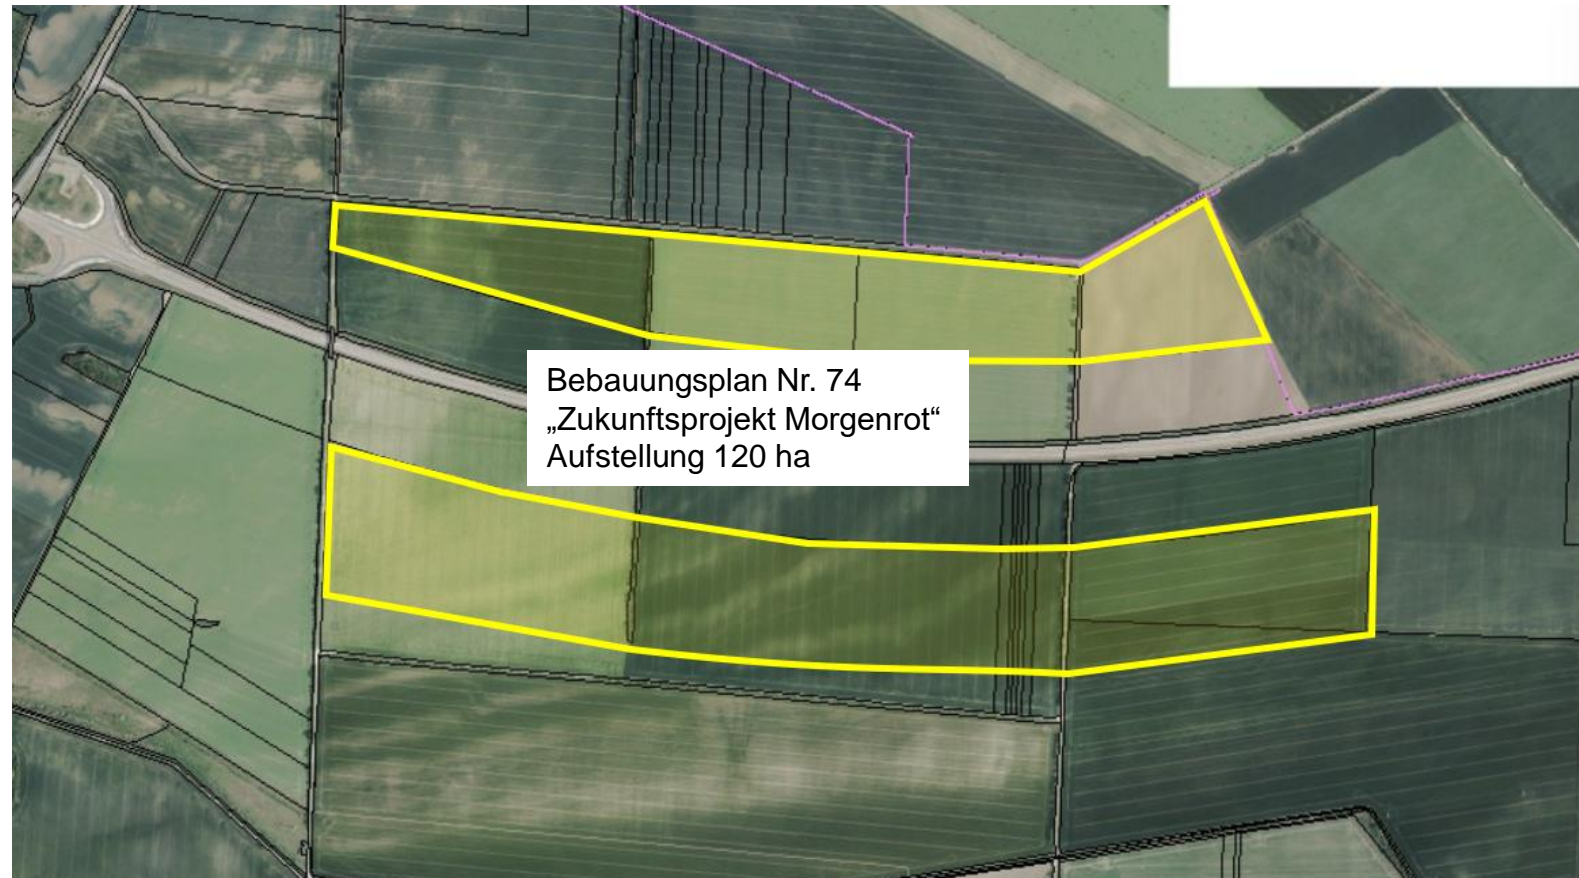 Bebauungsplan Nr. 74
„Zukunftsprojekt Morgenrot“
Aufstellung 120 ha